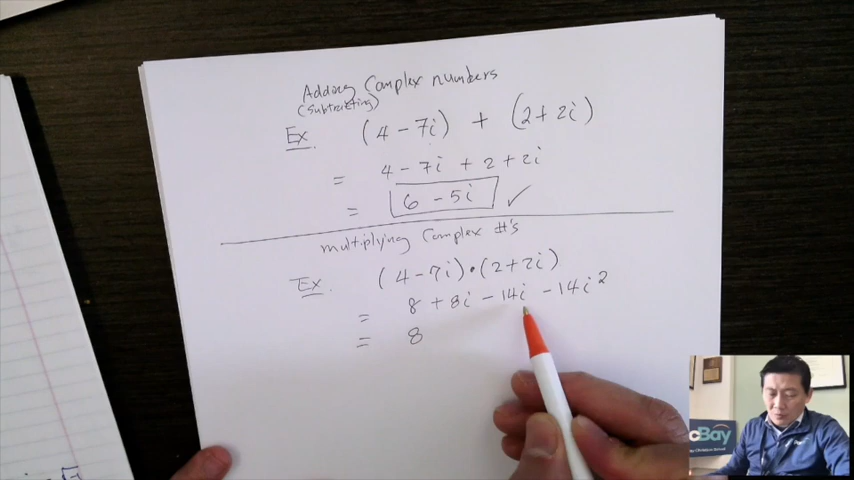 Adding Complex numbers
(Subtracting)
Ex. (4 - 7i) + (2 + 2i)
= 4 - 7i + 2 + 2i
= 6 - 5i ✓
multiplying Complex #'s
Ex. (4 - 7i) • (2 + 2i)
= 8 + 8i - 14i - 14i²
= 8
cBay